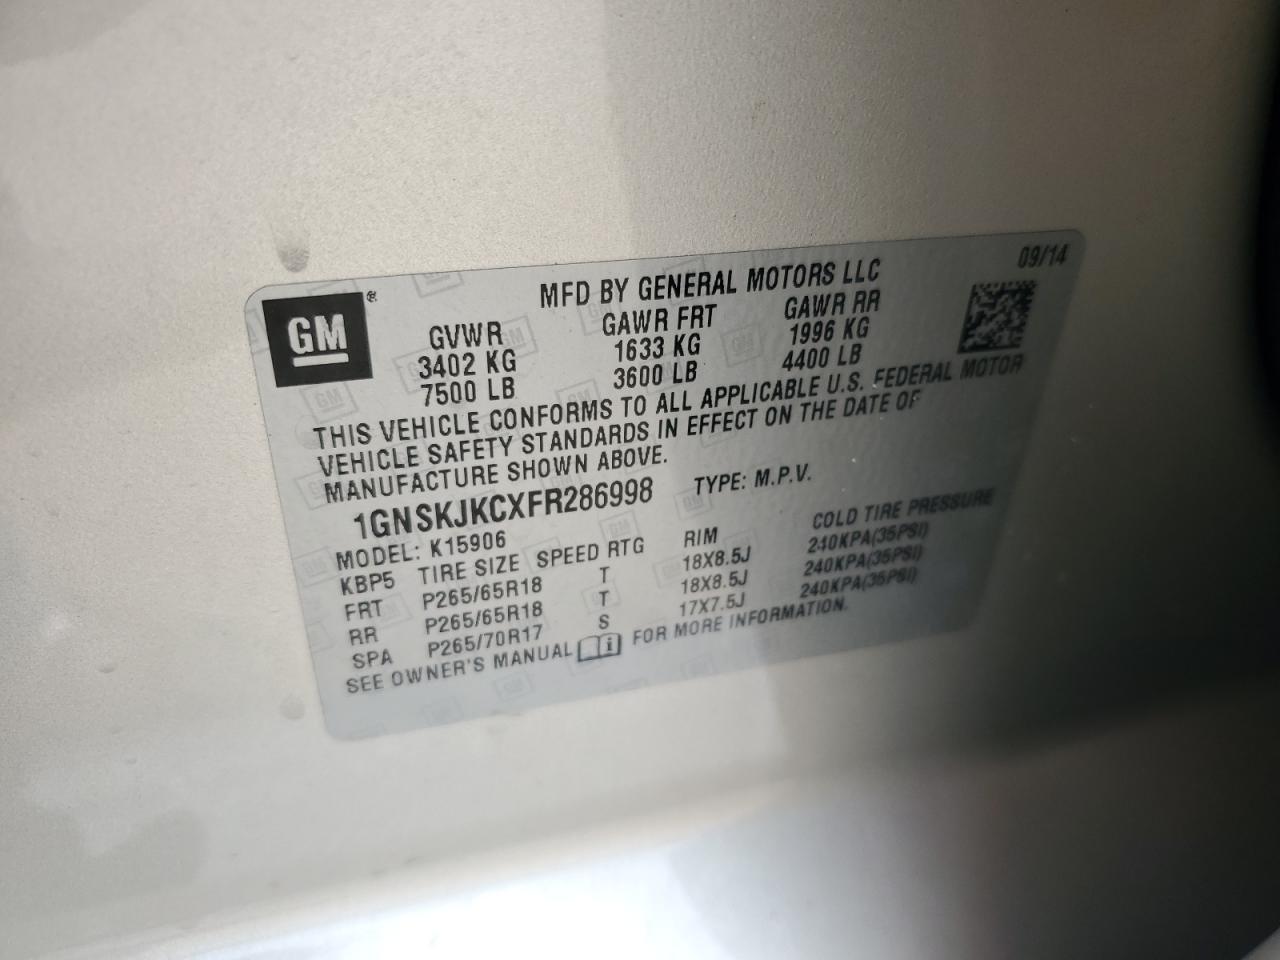 09/14
GM ® MFD BY GENERAL MOTORS LLC
GVWR GAWR FRT GAWR RR
3402 KG 1633 KG 1996 KG
7500 LB 3600 LB 4400 LB
THIS VEHICLE CONFORMS TO ALL APPLICABLE U.S. FEDERAL MOTOR
VEHICLE SAFETY STANDARDS IN EFFECT ON THE DATE OF
MANUFACTURE SHOWN ABOVE.
1GNSKJKCXFR286998 TYPE: M.P.V.
MODEL: K15906
KBP5 TIRE SIZE SPEED RTG RIM COLD TIRE PRESSURE
FRT P265/65R18 T 18X8.5J 240KPA(35PSI)
RR P265/65R18 T 18X8.5J 240KPA(35PSI)
SPA P265/70R17 S 17X7.5J 240KPA(35PSI)
SEE OWNER'S MANUAL i FOR MORE INFORMATION.